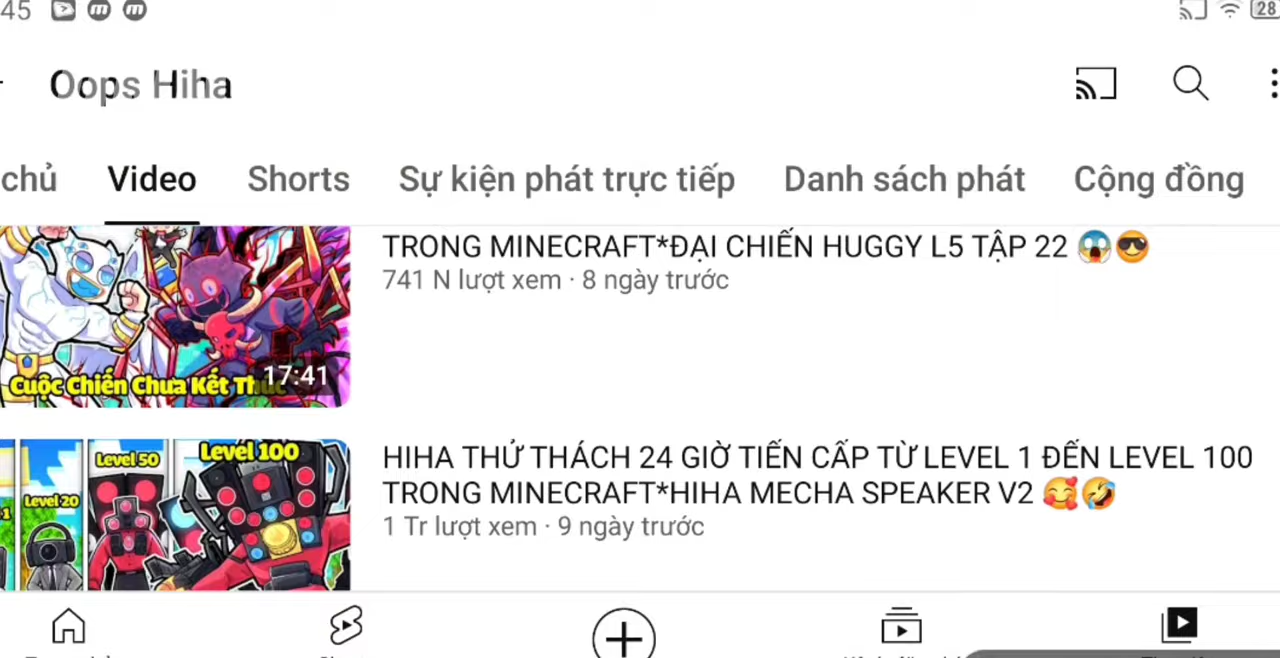 45
28
Oops Hiha
chủ Video Shorts Sự kiện phát trực tiếp Danh sách phát Cộng đồng
Cuộc Chiến Chưa Kết
17:41
TRONG MINECRAFT*ĐẠI CHIẾN HUGGY L5 TẬP 22 😱😎
741 N lượt xem · 8 ngày trước
Level 20
Level 50
Level 100
HIHA THỬ THÁCH 24 GIỜ TIẾN CẤP TỪ LEVEL 1 ĐẾN LEVEL 100
TRONG MINECRAFT*HIHA MECHA SPEAKER V2 🥰🤣
1 Tr lượt xem · 9 ngày trước